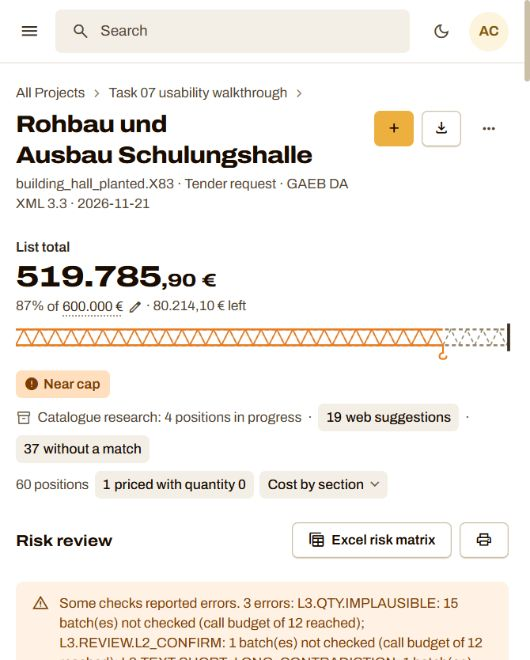 Search
AC
All Projects > Task 07 usability walkthrough >
Rohbau und
Ausbau Schulungshalle
building_hall_planted.X83 · Tender request · GAEB DA
XML 3.3 · 2026-11-21
List total
519.785,90 €
87% of 600.000 € · 80.214,10 € left
Near cap
Catalogue research: 4 positions in progress · 19 web suggestions ·
37 without a match
60 positions 1 priced with quantity 0 Cost by section
Risk review
Excel risk matrix
Some checks reported errors. 3 errors: L3.QTY.IMPLAUSIBLE: 15
batch(es) not checked (call budget of 12 reached);
L3.REVIEW.L2_CONFIRM: 1 batch(es) not checked (call budget of 12